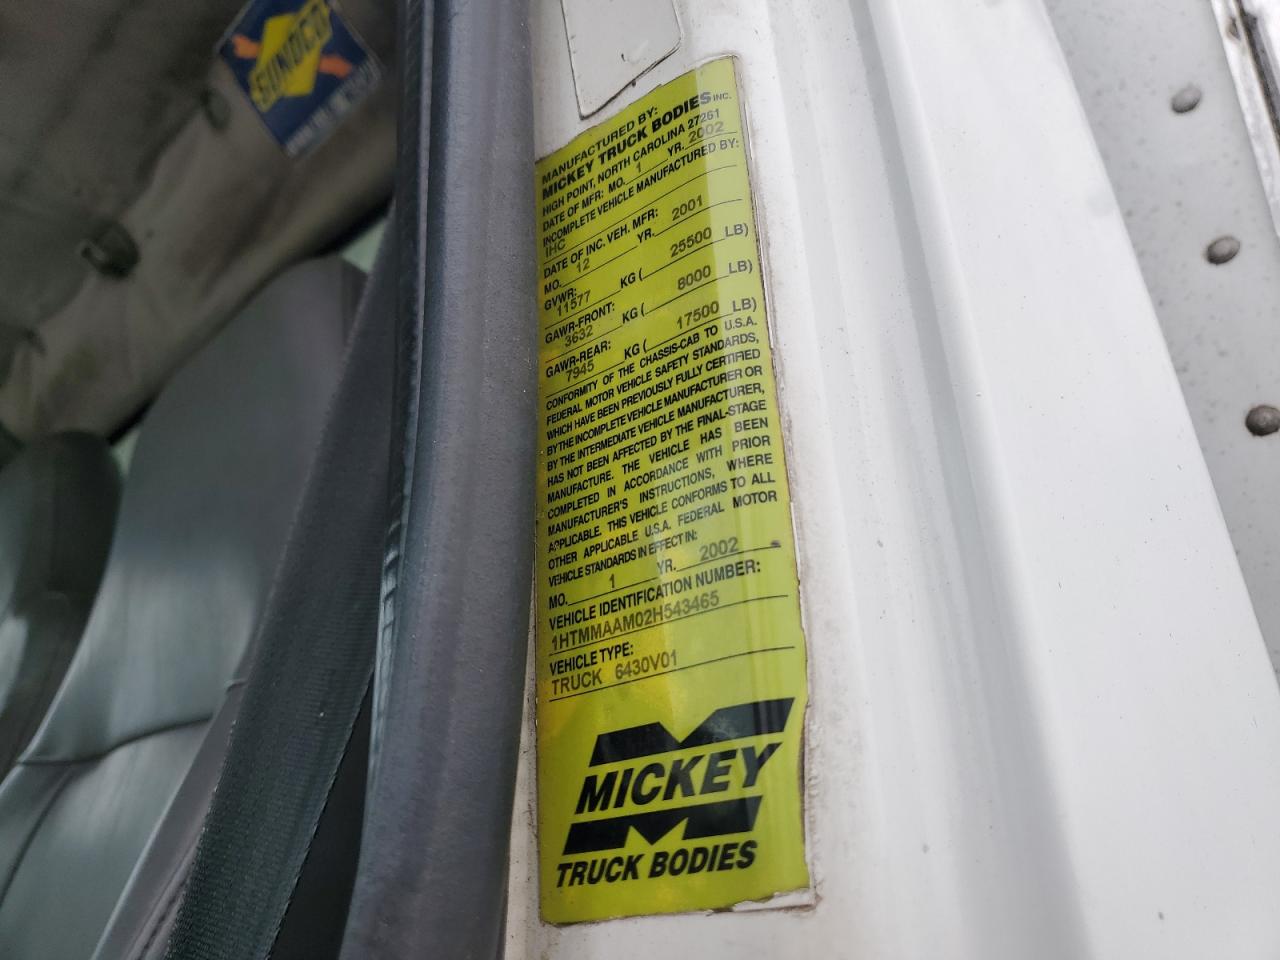 SUNOCO
MANUFACTURED BY:
MICKEY TRUCK BODIES INC.
HIGH POINT, NORTH CAROLINA 27261
DATE OF MFR: MO. 1 YR. 2002
INCOMPLETE VEHICLE MANUFACTURED BY:
IHC
DATE OF INC. VEH. MFR:
MO. 12 YR. 2001
GVWR:
11577 KG ( 25500 LB)
GAWR-FRONT:
3632 KG ( 8000 LB)
GAWR-REAR:
7945 KG ( 17500 LB)
CONFORMITY OF THE CHASSIS-CAB TO U.S.A.
FEDERAL MOTOR VEHICLE SAFETY STANDARDS,
WHICH HAVE BEEN PREVIOUSLY FULLY CERTIFIED
BY THE INCOMPLETE VEHICLE MANUFACTURER OR
BY THE INTERMEDIATE VEHICLE MANUFACTURER,
HAS NOT BEEN AFFECTED BY THE FINAL-STAGE
MANUFACTURE. THE VEHICLE HAS BEEN
COMPLETED IN ACCORDANCE WITH PRIOR
MANUFACTURER'S INSTRUCTIONS, WHERE
APPLICABLE. THIS VEHICLE CONFORMS TO ALL
OTHER APPLICABLE U.S.A. FEDERAL MOTOR
VEHICLE STANDARDS IN EFFECT IN:
MO. 1 YR. 2002
VEHICLE IDENTIFICATION NUMBER:
1HTMMAAM02H543465
VEHICLE TYPE:
TRUCK 6430V01
MICKEY
TRUCK BODIES